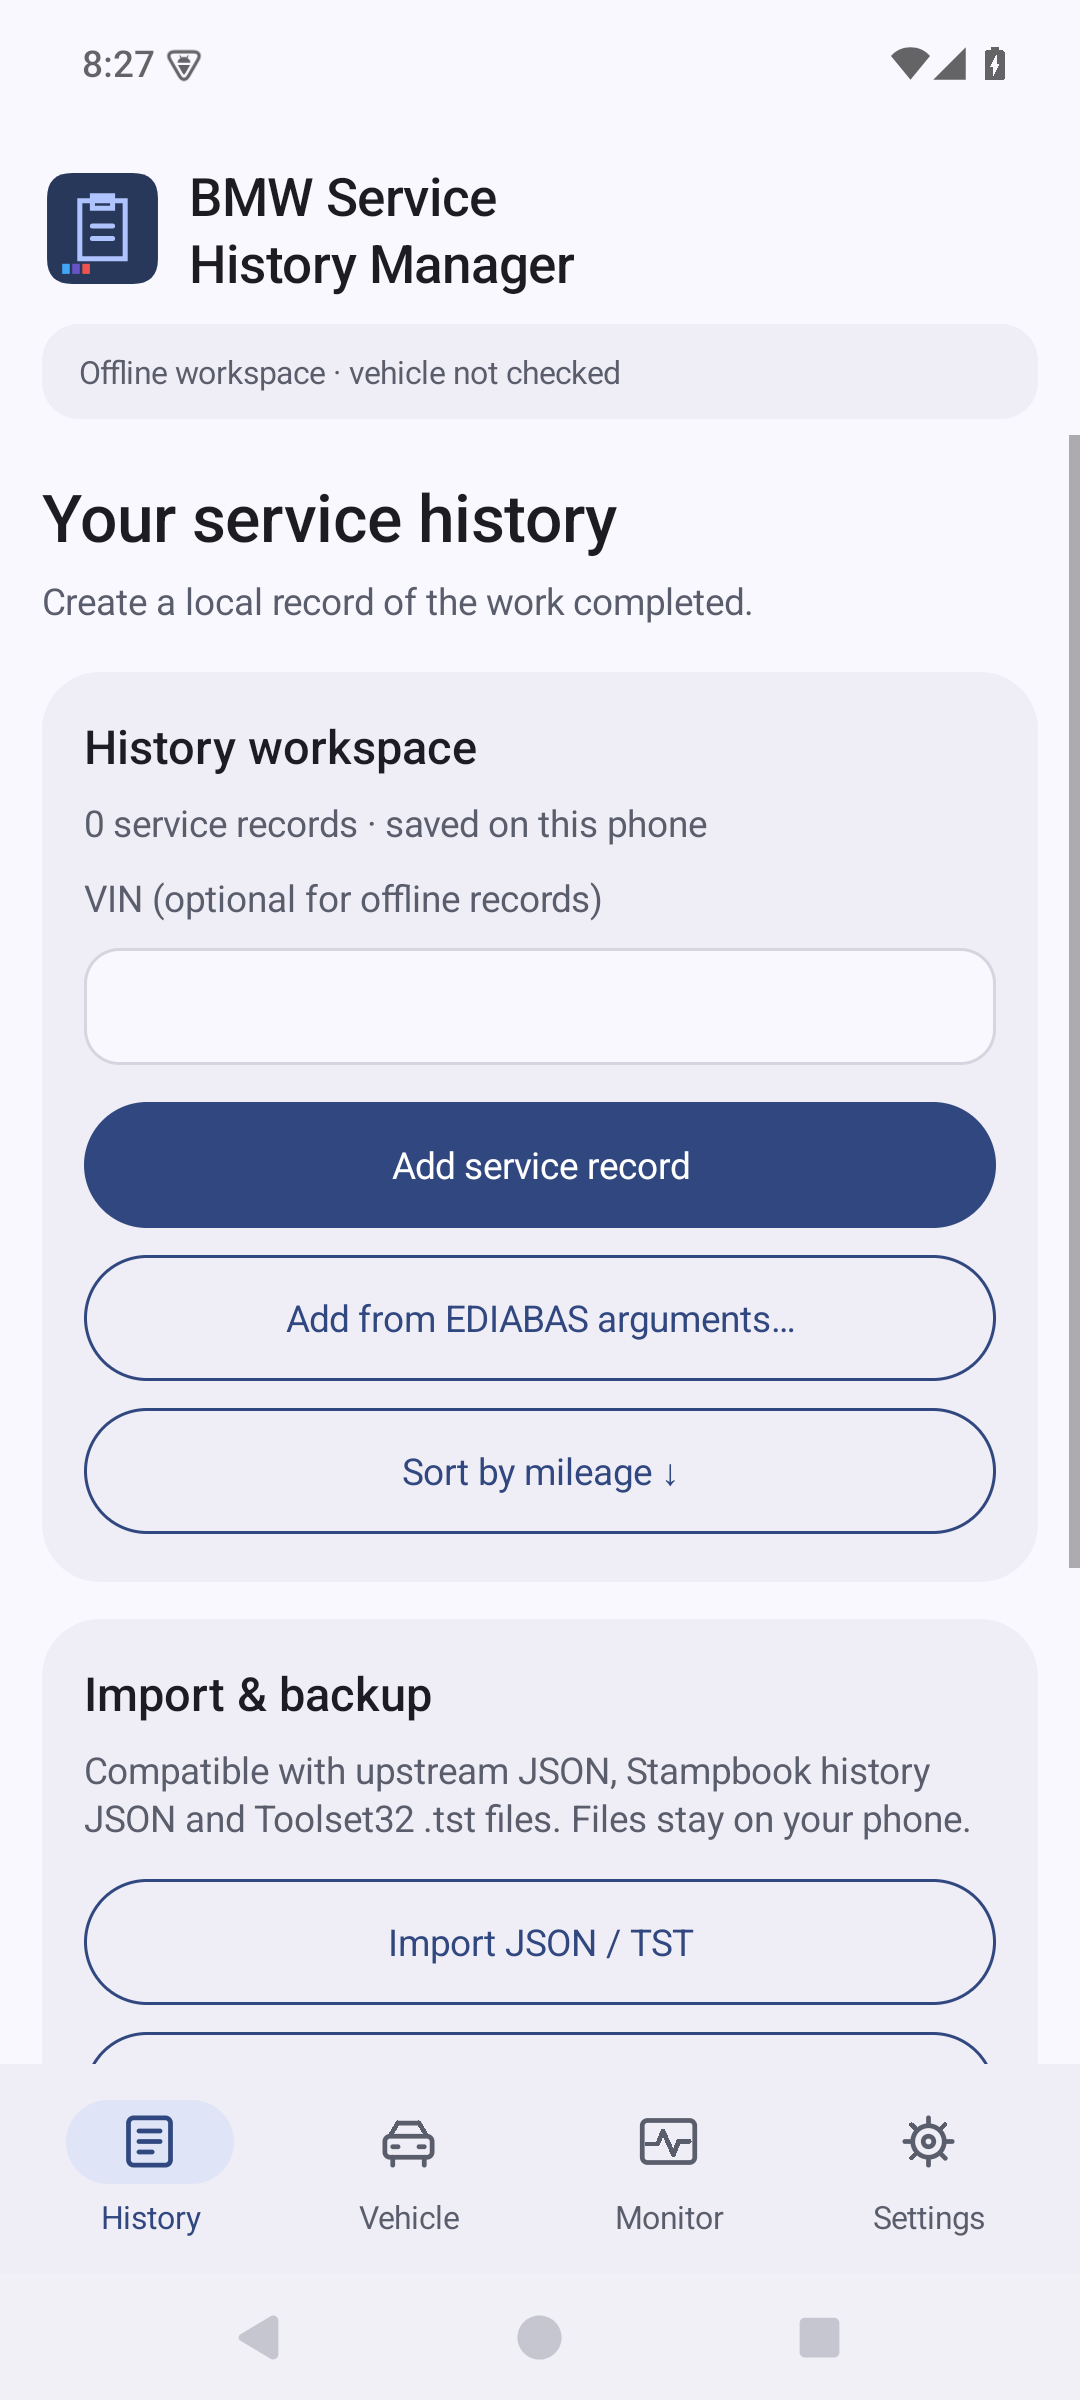 8:27
BMW Service
History Manager
Offline workspace · vehicle not checked
Your service history
Create a local record of the work completed.
History workspace
0 service records · saved on this phone
VIN (optional for offline records)
Add service record
Add from EDIABAS arguments…
Sort by mileage ↓
Import & backup
Compatible with upstream JSON, Stampbook history
JSON and Toolset32 .tst files. Files stay on your phone.
Import JSON / TST
History
Vehicle
Monitor
Settings